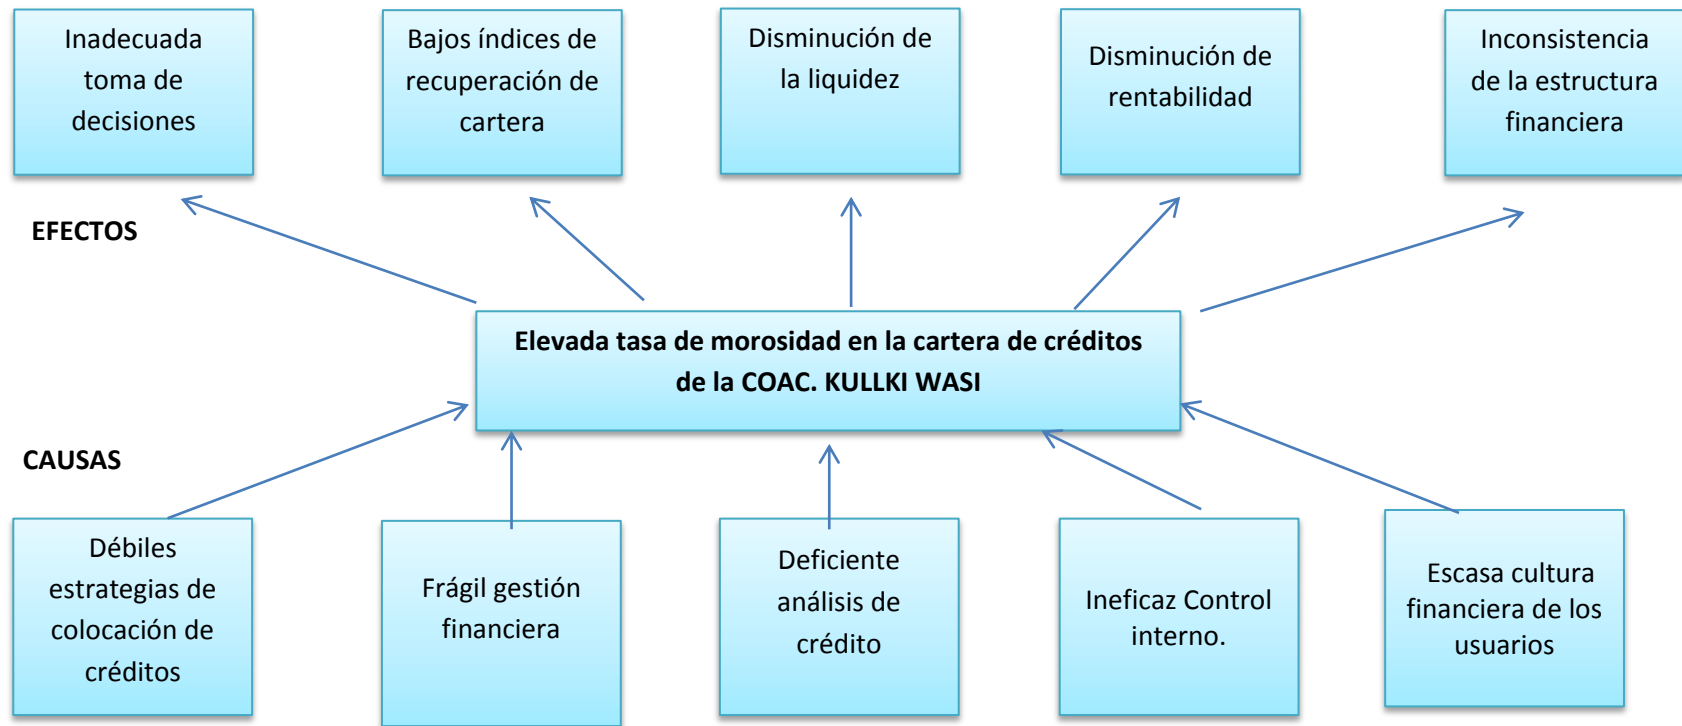 Inadecuada
toma de
decisiones
Bajos índices de
recuperación de
cartera
Disminución de
la liquidez
Disminución de
rentabilidad
Inconsistencia
de la estructura
financiera
EFECTOS
Elevada tasa de morosidad en la cartera de créditos
de la COAC. KULLKI WASI
CAUSAS
Débiles
estrategias de
colocación de
créditos
Frágil gestión
financiera
Deficiente
análisis de
crédito
Ineficaz Control
interno.
Escasa cultura
financiera de los
usuarios